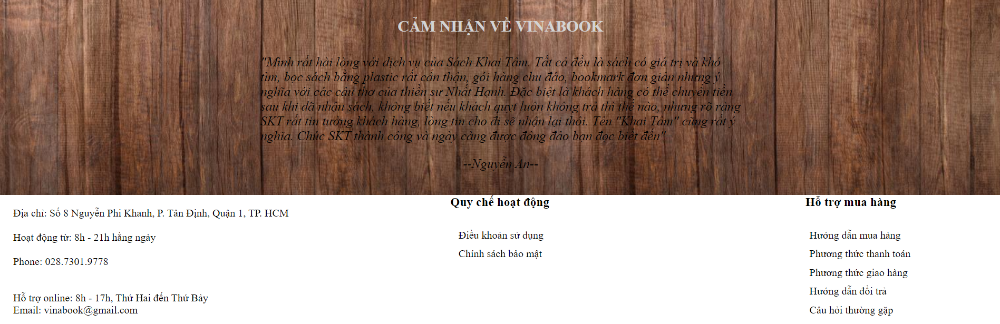 CẢM NHẬN VỀ VINABOOK
"Mình rất hài lòng với dịch vụ của Sách Khai Tâm. Tất cả đều là sách có giá trị và khó
tìm, bọc sách bằng plastic rất cẩn thận, gói hàng chu đáo, bookmark đơn giản nhưng ý
nghĩa với các câu thơ của thiền sư Nhất Hạnh. Đặc biệt là khách hàng có thể chuyển tiền
sau khi đã nhận sách, không biết nếu khách quỵt luôn không trả thì thế nào, nhưng rõ ràng
SKT rất tin tưởng khách hàng, lòng tin cho đi sẽ nhận lại thôi. Tên "Khai Tâm" cũng rất ý
nghĩa. Chúc SKT thành công và ngày càng được đông đảo bạn đọc biết đến"
--Nguyễn An--
Địa chỉ: Số 8 Nguyễn Phi Khanh, P. Tân Định, Quận 1, TP. HCM
Hoạt động từ: 8h - 21h hằng ngày
Phone: 028.7301.9778
Hỗ trợ online: 8h - 17h, Thứ Hai đến Thứ Bảy
Email: vinabook@gmail.com
Quy chế hoạt động
Điều khoản sử dụng
Chính sách bảo mật
Hỗ trợ mua hàng
Hướng dẫn mua hàng
Phương thức thanh toán
Phương thức giao hàng
Hướng dẫn đổi trả
Câu hỏi thường gặp